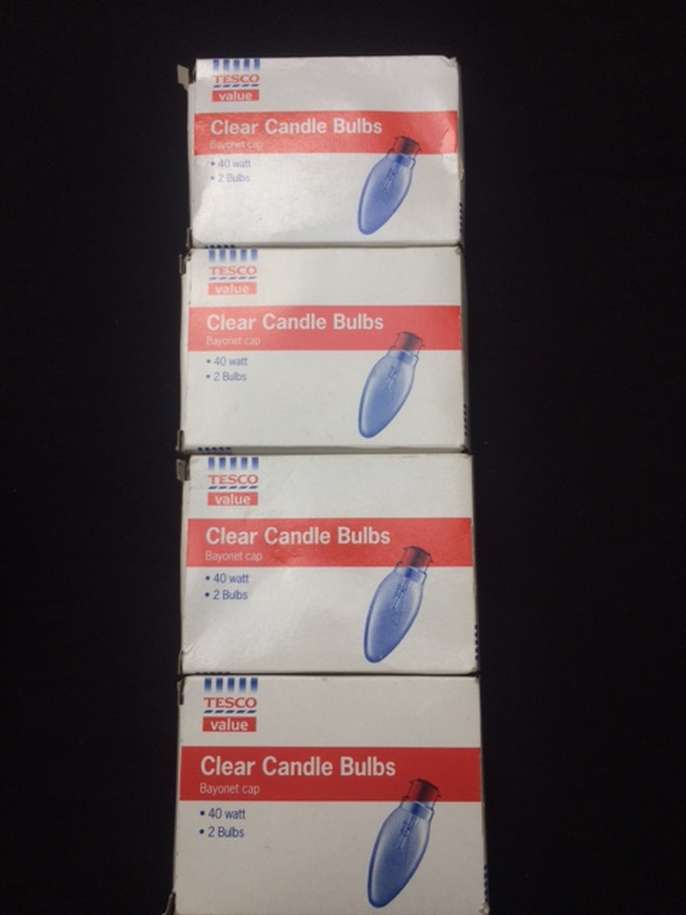 TESCO
value
Clear Candle Bulbs
Bayonet cap
• 40 watt
• 2 Bulbs
TESCO
value
Clear Candle Bulbs
Bayonet cap
• 40 watt
• 2 Bulbs
TESCO
value
Clear Candle Bulbs
Bayonet cap
• 40 watt
• 2 Bulbs
TESCO
value
Clear Candle Bulbs
Bayonet cap
• 40 watt
• 2 Bulbs